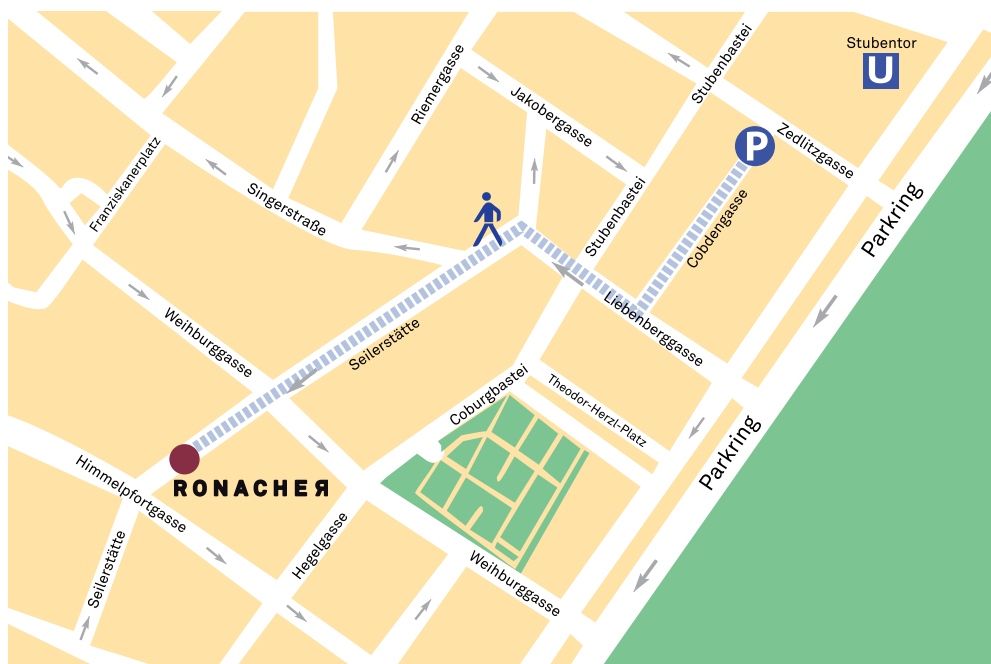 Stubentor
U
Stubenbastei
Riemergasse
Jakobergasse
Zedlitzgasse
P
Franziskanerplatz
Singerstraße
Stubenbastei
Cobdengasse
Parkring
Liebenberggasse
Weihburggasse
Seilerstätte
Coburgbastei
Theodor-Herzl-Platz
Parkring
Himmelpfortgasse
RONACHEЯ
Hegelgasse
Seilerstätte
Weihburggasse